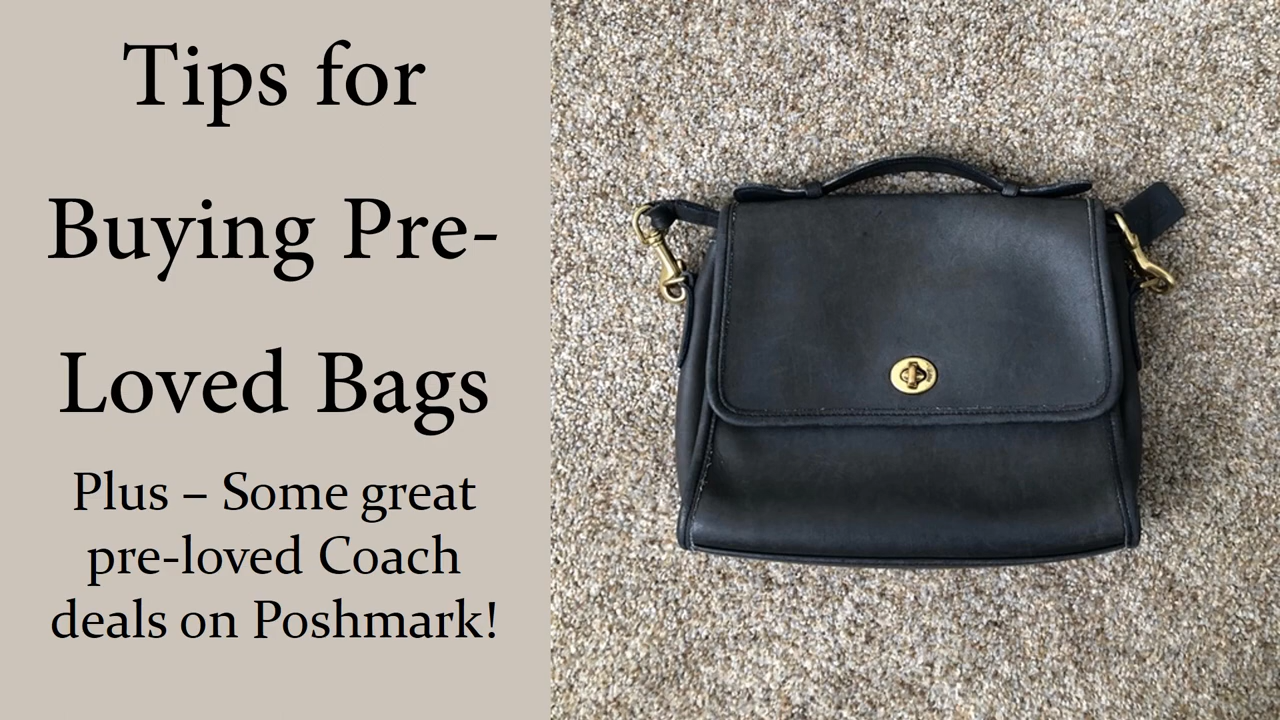 Tips for
Buying Pre-
Loved Bags
Plus – Some great
pre-loved Coach
deals on Poshmark!